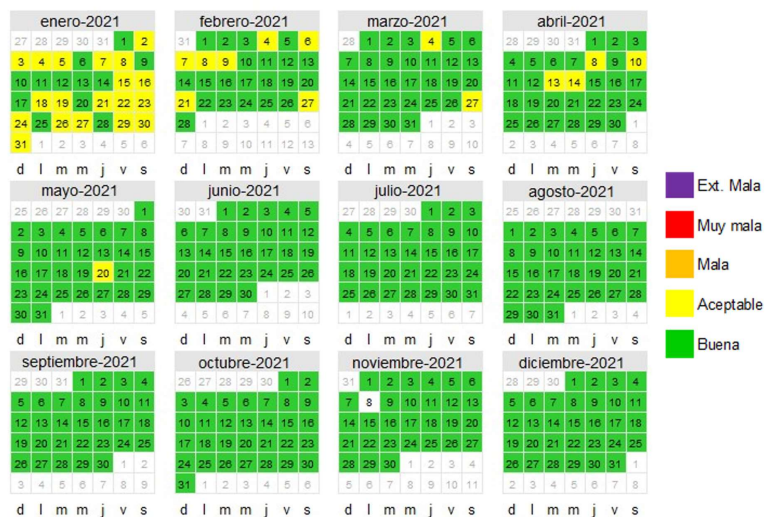 enero-2021
27 28 29 30 31 1 2
3 4 5 6 7 8 9
10 11 12 13 14 15 16
17 18 19 20 21 22 23
24 25 26 27 28 29 30
31 1 2 3 4 5 6
d l m m j v s
febrero-2021
31 1 2 3 4 5 6
7 8 9 10 11 12 13
14 15 16 17 18 19 20
21 22 23 24 25 26 27
28 1 2 3 4 5 6
7 8 9 10 11 12 13
d l m m j v s
marzo-2021
28 1 2 3 4 5 6
7 8 9 10 11 12 13
14 15 16 17 18 19 20
21 22 23 24 25 26 27
28 29 30 31 1 2 3
4 5 6 7 8 9 10
d l m m j v s
abril-2021
28 29 30 31 1 2 3
4 5 6 7 8 9 10
11 12 13 14 15 16 17
18 19 20 21 22 23 24
25 26 27 28 29 30 1
2 3 4 5 6 7 8
d l m m j v s
mayo-2021
25 26 27 28 29 30 1
2 3 4 5 6 7 8
9 10 11 12 13 14 15
16 17 18 19 20 21 22
23 24 25 26 27 28 29
30 31 1 2 3 4 5
d l m m j v s
junio-2021
30 31 1 2 3 4 5
6 7 8 9 10 11 12
13 14 15 16 17 18 19
20 21 22 23 24 25 26
27 28 29 30 1 2 3
4 5 6 7 8 9 10
d l m m j v s
julio-2021
27 28 29 30 1 2 3
4 5 6 7 8 9 10
11 12 13 14 15 16 17
18 19 20 21 22 23 24
25 26 27 28 29 30 31
1 2 3 4 5 6 7
d l m m j v s
agosto-2021
25 26 27 28 29 30 31
1 2 3 4 5 6 7
8 9 10 11 12 13 14
15 16 17 18 19 20 21
22 23 24 25 26 27 28
29 30 31 1 2 3 4
d l m m j v s
septiembre-2021
29 30 31 1 2 3 4
5 6 7 8 9 10 11
12 13 14 15 16 17 18
19 20 21 22 23 24 25
26 27 28 29 30 1 2
3 4 5 6 7 8 9
d l m m j v s
octubre-2021
26 27 28 29 30 1 2
3 4 5 6 7 8 9
10 11 12 13 14 15 16
17 18 19 20 21 22 23
24 25 26 27 28 29 30
31 1 2 3 4 5 6
d l m m j v s
noviembre-2021
31 1 2 3 4 5 6
7 8 9 10 11 12 13
14 15 16 17 18 19 20
21 22 23 24 25 26 27
28 29 30 1 2 3 4
5 6 7 8 9 10 11
d l m m j v s
diciembre-2021
28 29 30 1 2 3 4
5 6 7 8 9 10 11
12 13 14 15 16 17 18
19 20 21 22 23 24 25
26 27 28 29 30 31 1
2 3 4 5 6 7 8
d l m m j v s
Ext. Mala
Muy mala
Mala
Aceptable
Buena